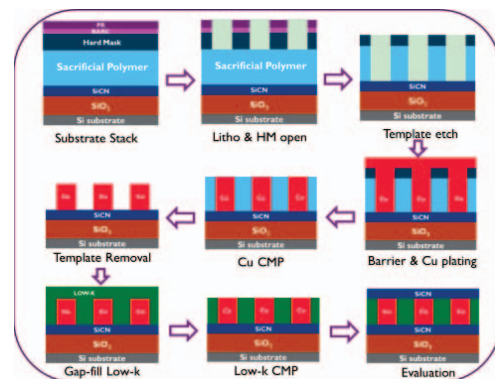 PR
BARC
Hard Mask
Sacrificial Polymer
SiCN
SiO₂
Si substrate
Substrate Stack
Sacrificial Polymer
SiCN
SiO₂
Si substrate
Litho & HM open
SiCN
SiO₂
Si substrate
Template etch
SiCN
SiO₂
Si substrate
Template Removal
Cu Cu Cu
SiCN
SiO₂
Si substrate
Cu CMP
SiCN
SiO₂
Si substrate
Barrier & Cu plating
LOW-K
SiCN
SiO₂
Si substrate
Gap-fill Low-k
Cu Cu Cu
SiCN
SiO₂
Si substrate
Low-k CMP
SiCN
SiCN
SiO₂
Si substrate
Evaluation